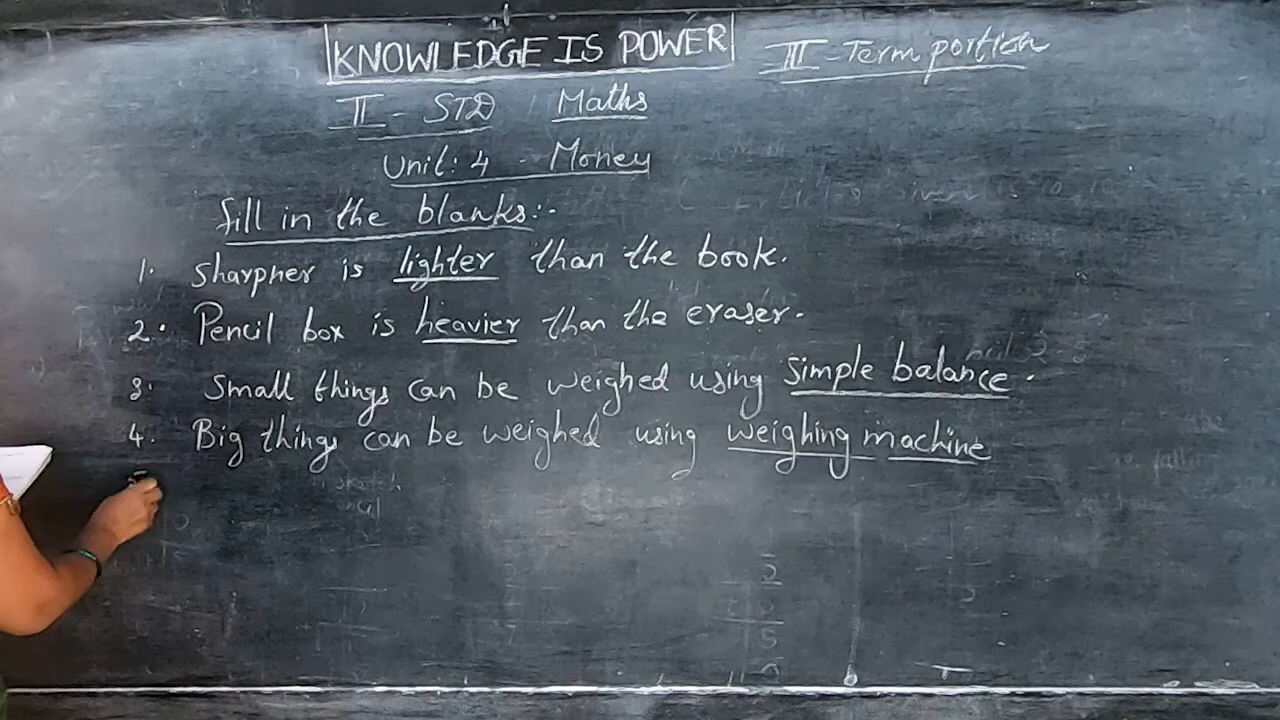 KNOWLEDGE IS POWER III - Term portion
II - STD Maths
Unit: 4 - Money
fill in the blanks:-
1. Sharpner is lighter than the book.
2. Pencil box is heavier than the eraser.
3. Small things can be weighed using simple balance.
4. Big things can be weighed using weighing machine